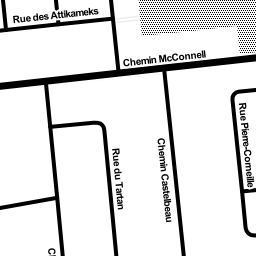 Rue des Attikameks
Chemin McConnell
Rue Pierre-Corneille
Chemin Castelbeau
Rue du Tartan